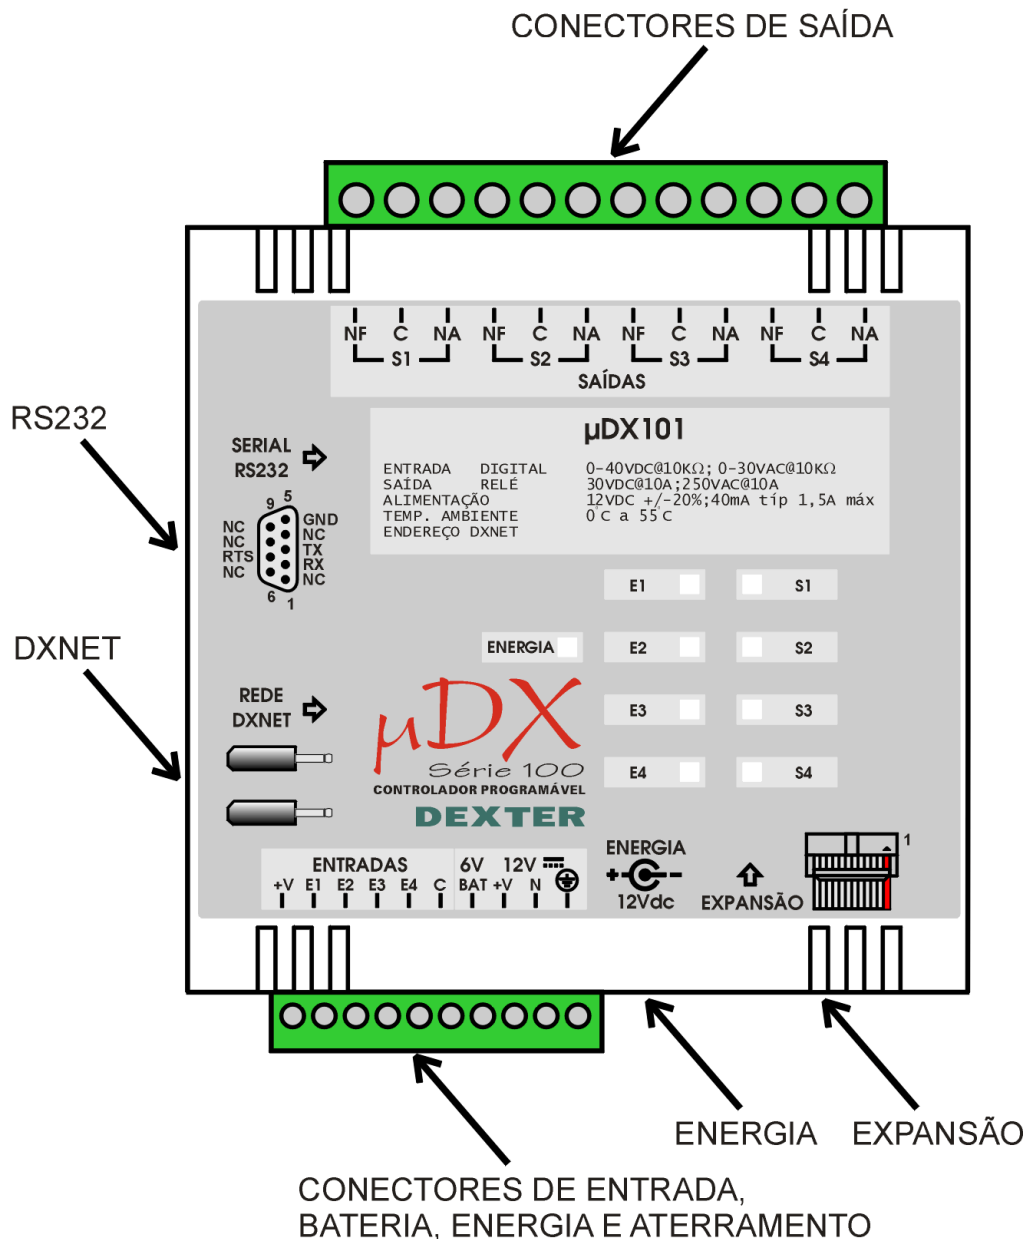 CONECTORES DE SAÍDA
NF C NA NF C NA NF C NA NF C NA
S1 S2 S3 S4
SAÍDAS
RS232
SERIAL
RS232
µDX101
ENTRADA DIGITAL 0-40VDC@10KΩ; 0-30VAC@10KΩ
SAÍDA RELÉ 30VDC@10A;250VAC@10A
ALIMENTAÇÃO 12VDC +/-20%;40mA típ 1,5A máx
TEMP. AMBIENTE 0°C a 55°C
ENDEREÇO DXNET
9 5
NC GND
NC NC
RTS TX
NC RX
NC
6 1
E1 S1
DXNET
ENERGIA E2 S2
REDE
DXNET
E3 S3
µDX
Série 100
E4 S4
CONTROLADOR PROGRAMÁVEL
DEXTER
ENTRADAS 6V 12V
+V E1 E2 E3 E4 C BAT +V N
ENERGIA
+ -
12Vdc
EXPANSÃO
1
ENERGIA EXPANSÃO
CONECTORES DE ENTRADA,
BATERIA, ENERGIA E ATERRAMENTO